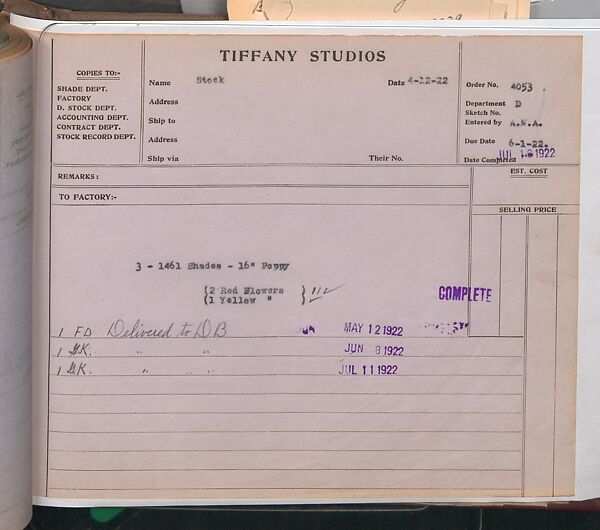 TIFFANY STUDIOS
COPIES TO:-
SHADE DEPT.
FACTORY
D. STOCK DEPT.
ACCOUNTING DEPT.
CONTRACT DEPT.
STOCK RECORD DEPT.
Name Stock Date 4-12-22
Address
Ship to
Address
Ship via Their No.
Order No. 4053
Department D
Sketch No.
Entered by
Due Date 6-1-22.
Date Completed 1922
REMARKS:
EST. COST
TO FACTORY:-
SELLING PRICE
3 - 1461 Shades - 16" Poppy
(2 Red Flowers )
(1 Yellow " )
COMPLETE
1 FD Delivered to DB MAY 12 1922
1 G.K. " " JUN 8 1922
1 G.K. " " " JUL 11 1922